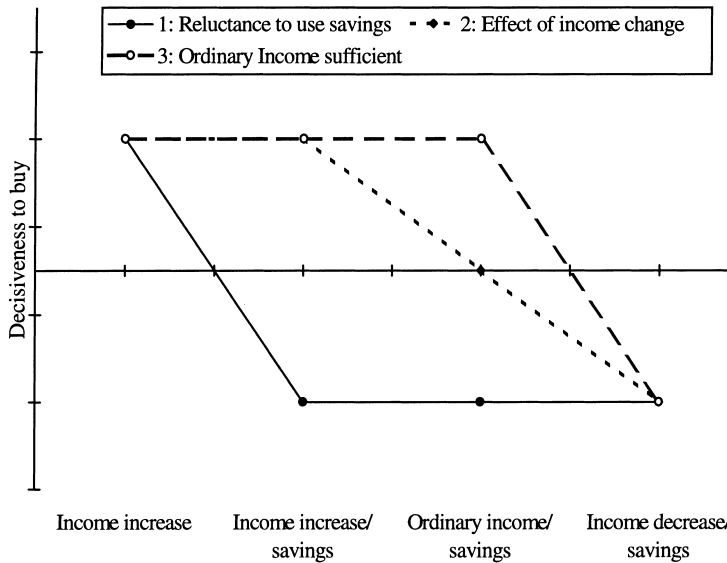 1: Reluctance to use savings
2: Effect of income change
3: Ordinary Income sufficient
Decisiveness to buy
Income increase
Income increase/
savings
Ordinary income/
savings
Income decrease/
savings